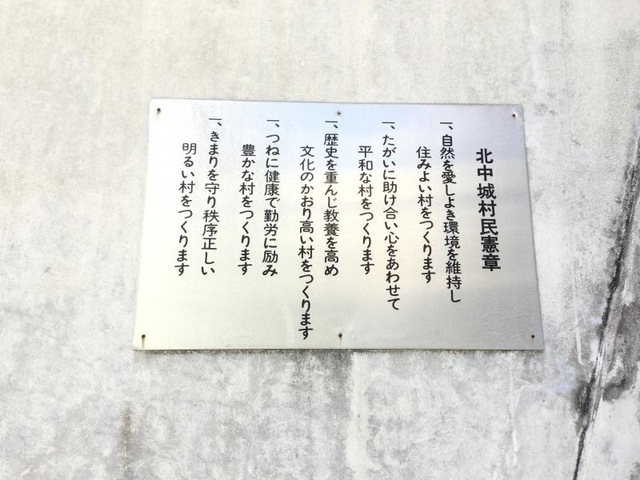 北中城村民憲章
一、自然を愛しよき環境を維持し
住みよい村をつくります
一、たがいに助け合い心をあわせて
平和な村をつくります
一、歴史を重んじ教養を高め
文化のかおり高い村をつくります
一、つねに健康で勤労に励み
豊かな村をつくります
一、きまりを守り秩序正しい
明るい村をつくります